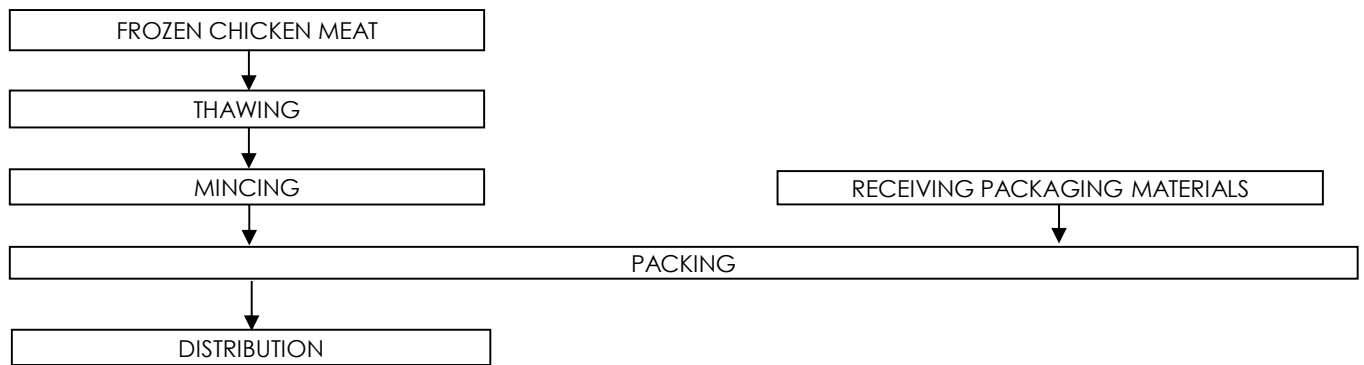 FROZEN CHICKEN MEAT
THAWING
MINCING
RECEIVING PACKAGING MATERIALS
PACKING
DISTRIBUTION